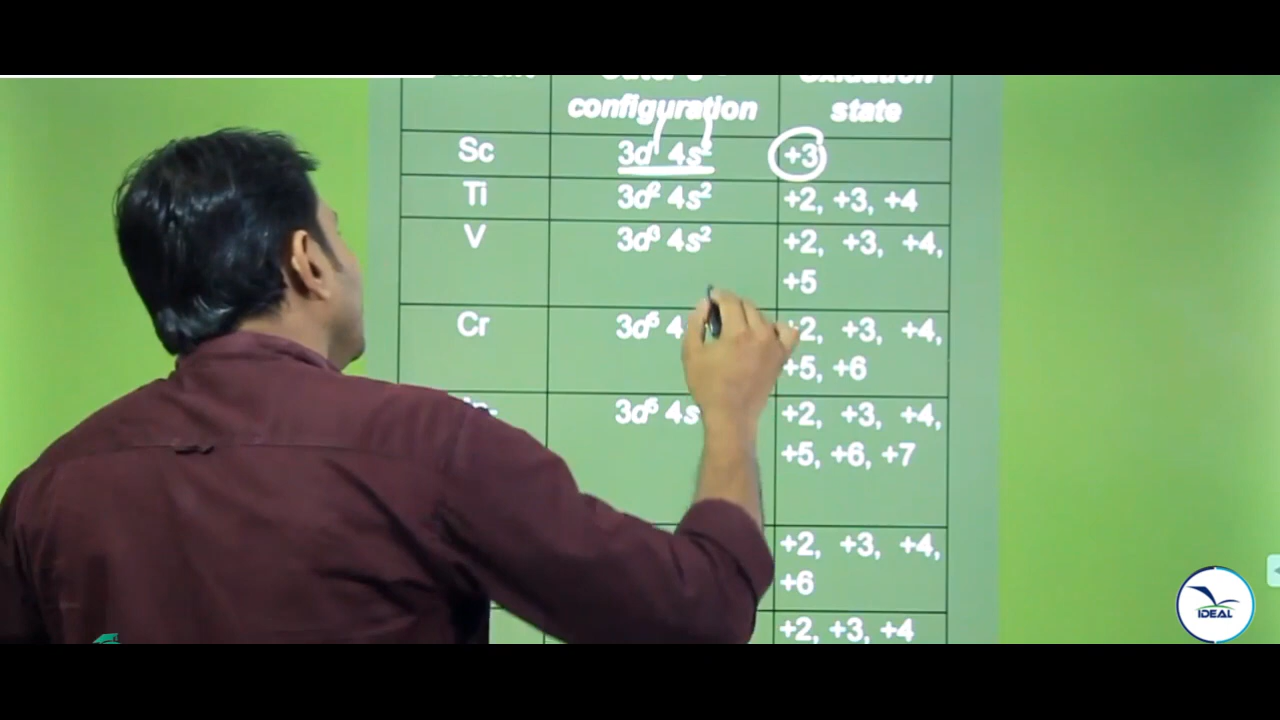 configuration
state
Sc 3d¹ 4s² +3
Ti 3d² 4s² +2, +3, +4
V 3d³ 4s² +2, +3, +4,
+5
Cr 3d⁵ +2, +3, +4,
+5, +6
3d⁵ 4s +2, +3, +4,
+5, +6, +7
+2, +3, +4,
+6
+2, +3, +4
IDEAL